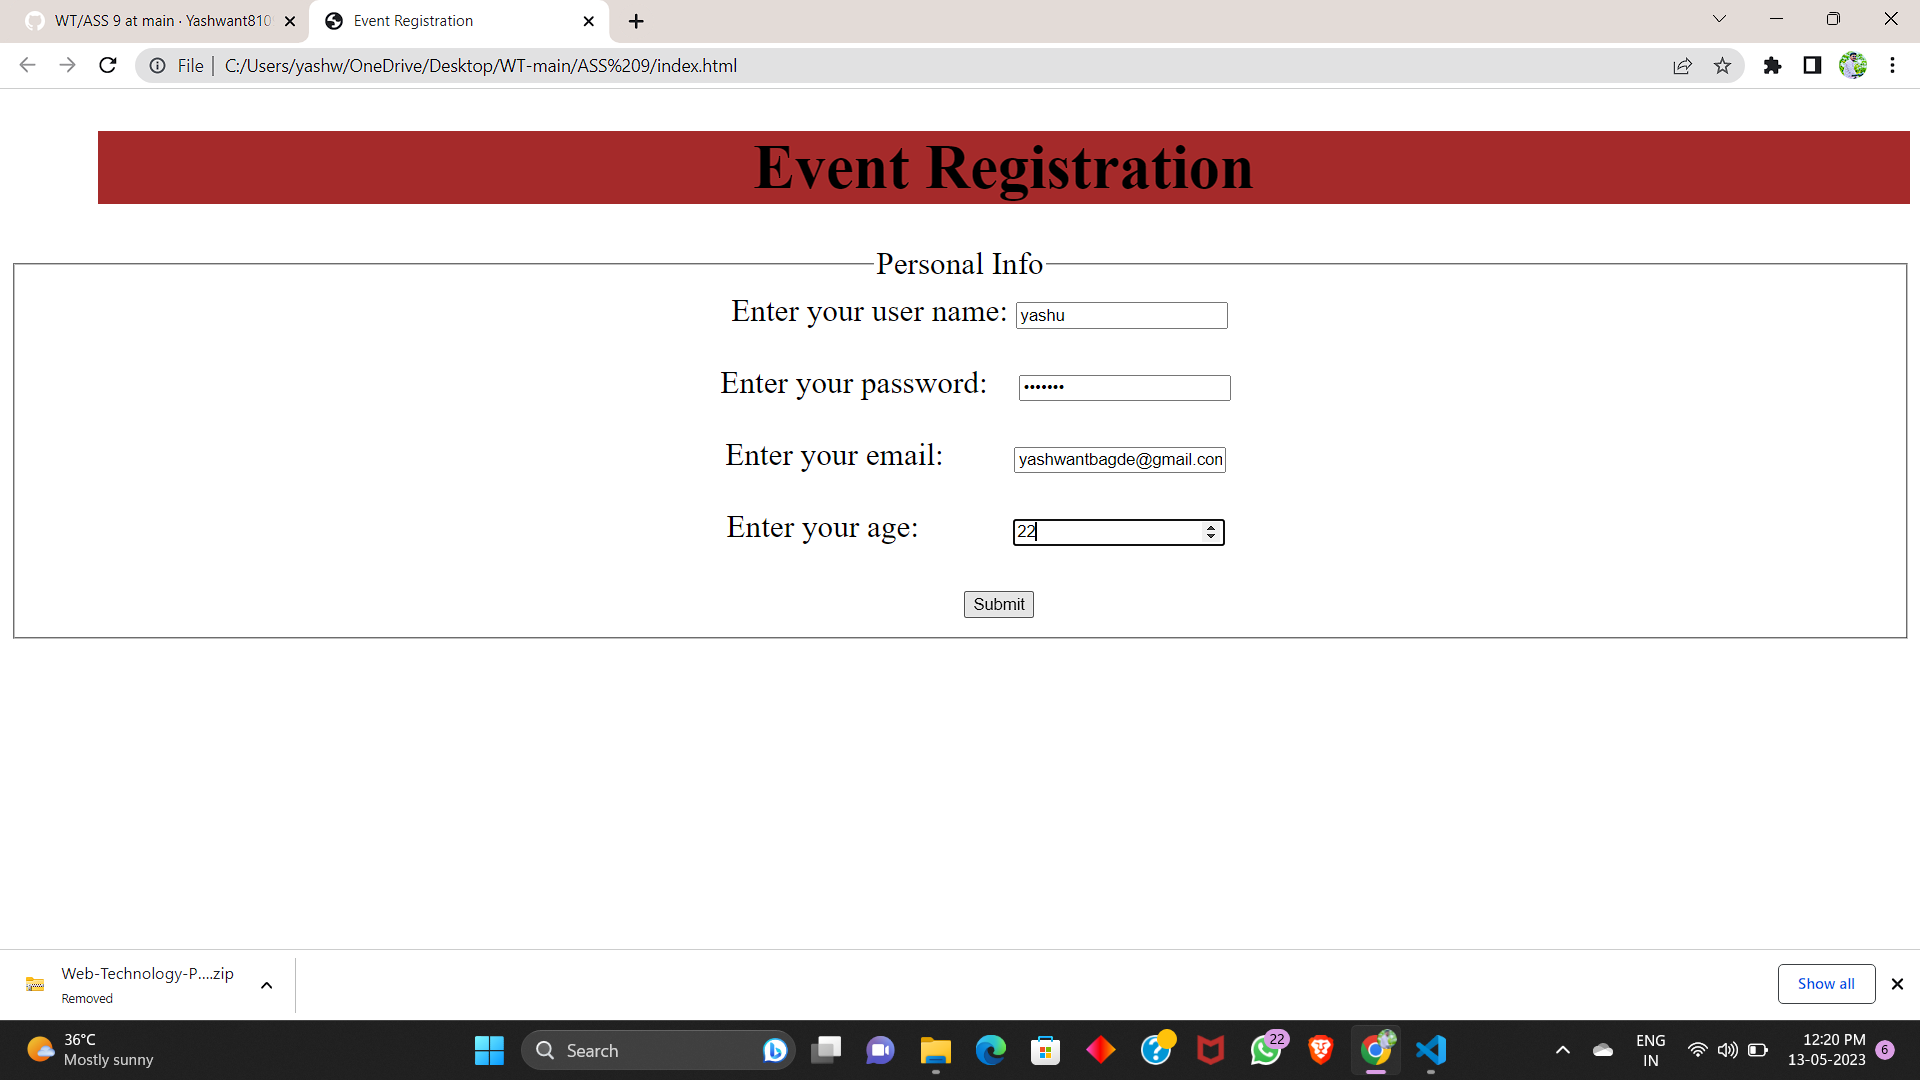 WT/ASS 9 at main · Yashwant810
Event Registration
File
C:/Users/yashw/OneDrive/Desktop/WT-main/ASS%209/index.html
Event Registration
Personal Info
Enter your user name: yashu
Enter your password: •••••••
Enter your email: yashwantbagde@gmail.con
Enter your age: 22
Submit
Web-Technology-P....zip
Removed
Show all
36°C
Mostly sunny
Search
22
ENG
IN
12:20 PM
13-05-2023
6